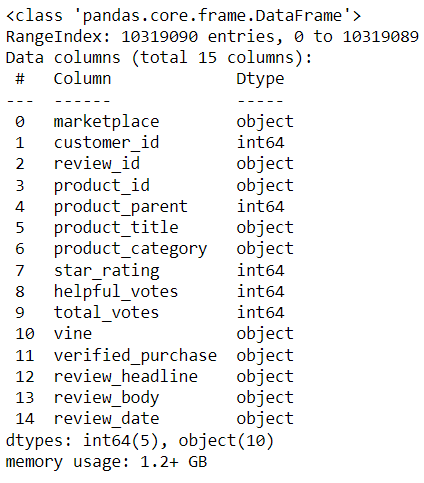 <class 'pandas.core.frame.DataFrame'>
RangeIndex: 10319090 entries, 0 to 10319089
Data columns (total 15 columns):
 #   Column             Dtype
---  ------             -----
 0   marketplace        object
 1   customer_id        int64
 2   review_id          object
 3   product_id         object
 4   product_parent     int64
 5   product_title      object
 6   product_category   object
 7   star_rating        int64
 8   helpful_votes      int64
 9   total_votes        int64
 10  vine               object
 11  verified_purchase  object
 12  review_headline    object
 13  review_body        object
 14  review_date        object
dtypes: int64(5), object(10)
memory usage: 1.2+ GB